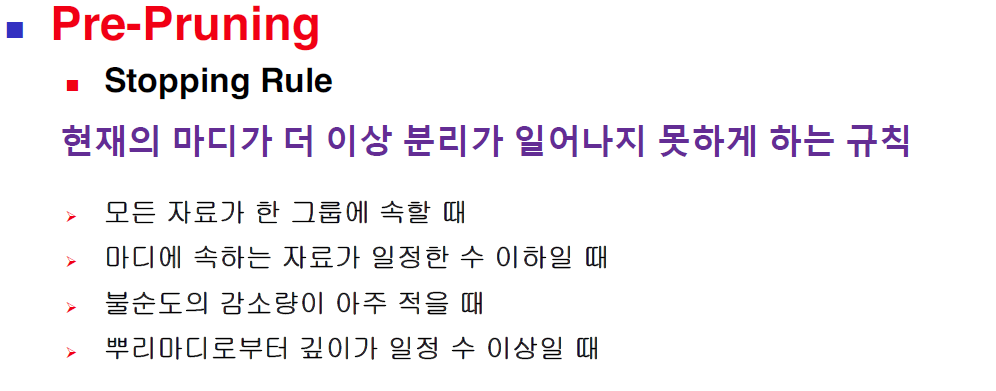 Pre-Pruning
Stopping Rule
현재의 마디가 더 이상 분리가 일어나지 못하게 하는 규칙
모든 자료가 한 그룹에 속할 때
마디에 속하는 자료가 일정한 수 이하일 때
불순도의 감소량이 아주 적을 때
뿌리마디로부터 깊이가 일정 수 이상일 때